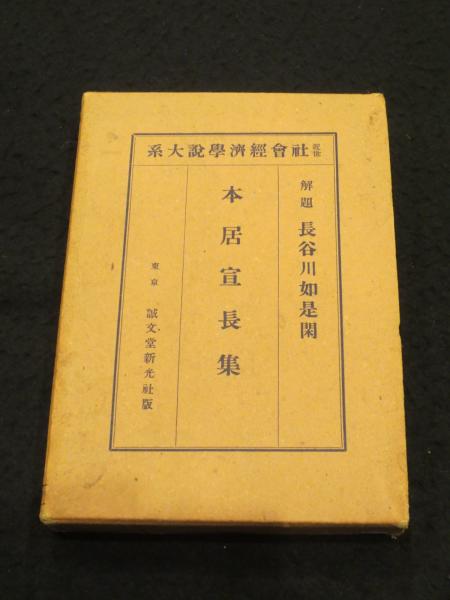 近世社會經濟學說大系
解題 長谷川如是閑
本居宣長集
東京 誠文堂新光社版